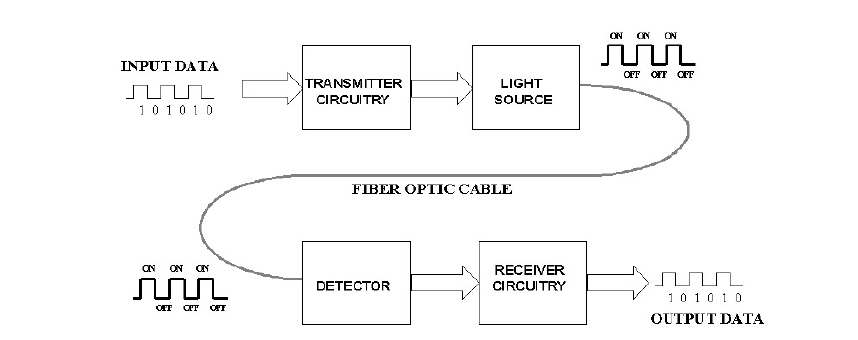 ON ON ON
INPUT DATA
OFF OFF OFF
1 0 1 0 1 0
TRANSMITTER
CIRCUITRY
LIGHT
SOURCE
FIBER OPTIC CABLE
ON ON ON
OFF OFF OFF
DETECTOR
RECEIVER
CIRCUITRY
1 0 1 0 1 0
OUTPUT DATA